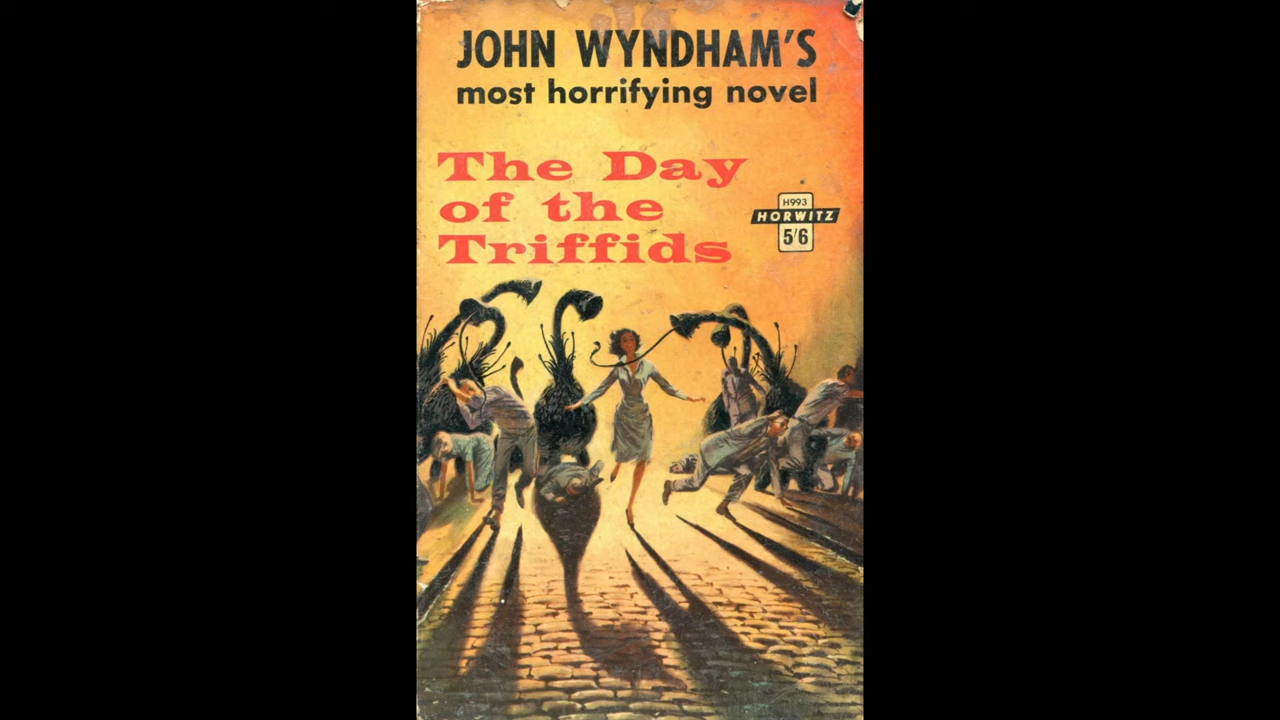 JOHN WYNDHAM'S
most horrifying novel
The Day
of the
Triffids
H993
HORWITZ
5/6